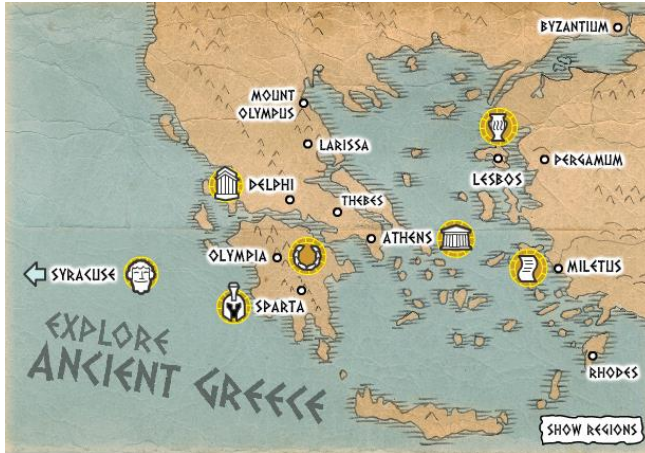 BYZANTIUM
MOUNT
OLYMPUS
LARISSA
LESBOS
PERGAMUM
DELPHI
THEBES
ATHENS
OLYMPIA
SYRACUSE
MILETUS
SPARTA
EXPLORE
ANCIENT GREECE
RHODES
SHOW REGIONS